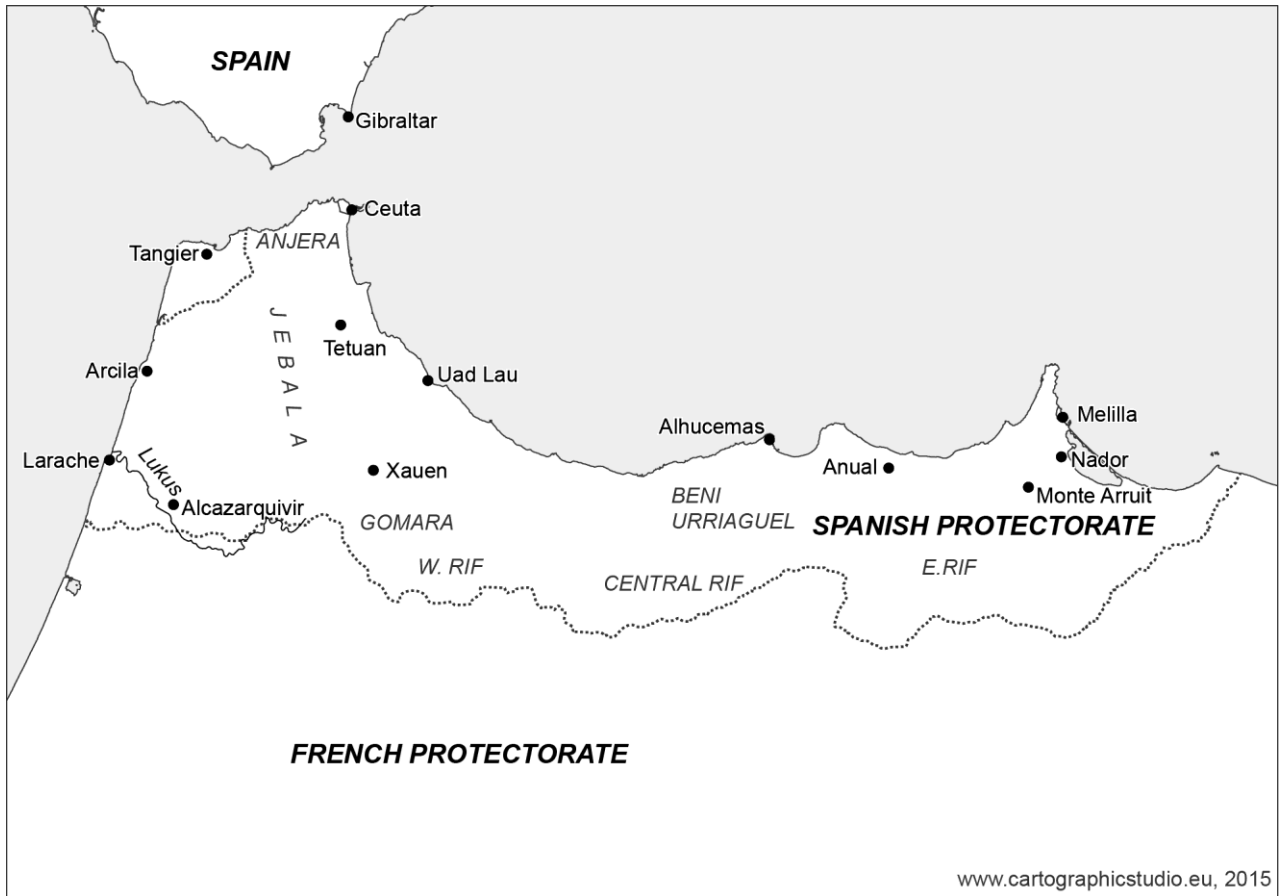 SPAIN
Gibraltar
Ceuta
ANJERA
Tangier
JEBALA
Tetuan
Arcila
Uad Lau
Melilla
Alhucemas
Larache
Lukus
Xauen
Anual
Nador
Monte Arruit
Alcazarquivir
BENI
URRIAGUEL
GOMARA
SPANISH PROTECTORATE
W. RIF
CENTRAL RIF
E.RIF
FRENCH PROTECTORATE
www.cartographicstudio.eu, 2015